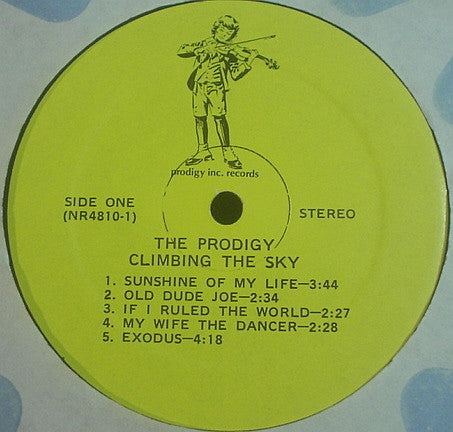 prodigy inc. records
SIDE ONE
(NR4810-1)
STEREO
THE PRODIGY
CLIMBING THE SKY
1. SUNSHINE OF MY LIFE—3:44
2. OLD DUDE JOE—2:34
3. IF I RULED THE WORLD—2:27
4. MY WIFE THE DANCER—2:28
5. EXODUS—4:18